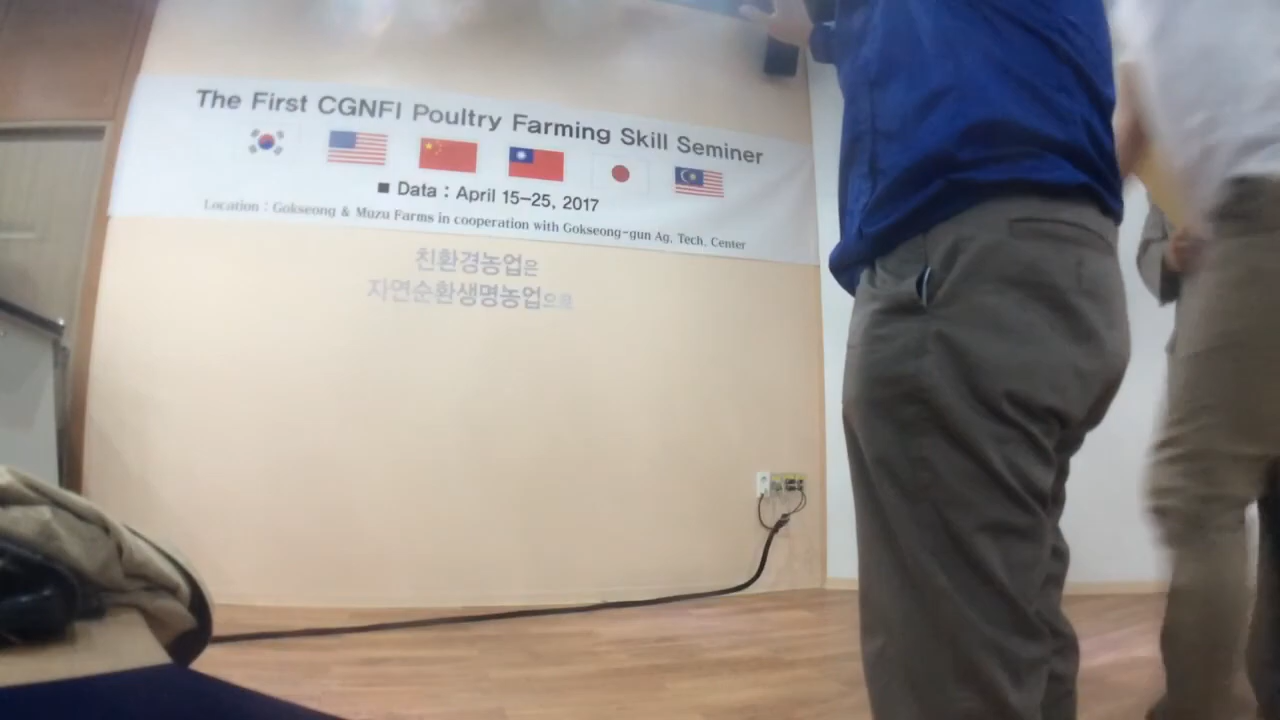 The First CGNFI Poultry Farming Skill Seminer
■ Data : April 15-25, 2017
Location : Gokseong & Muzu Farms in cooperation with Gokseong-gun Ag, Tech, Center
친환경농업은
자연순환생명농업으로